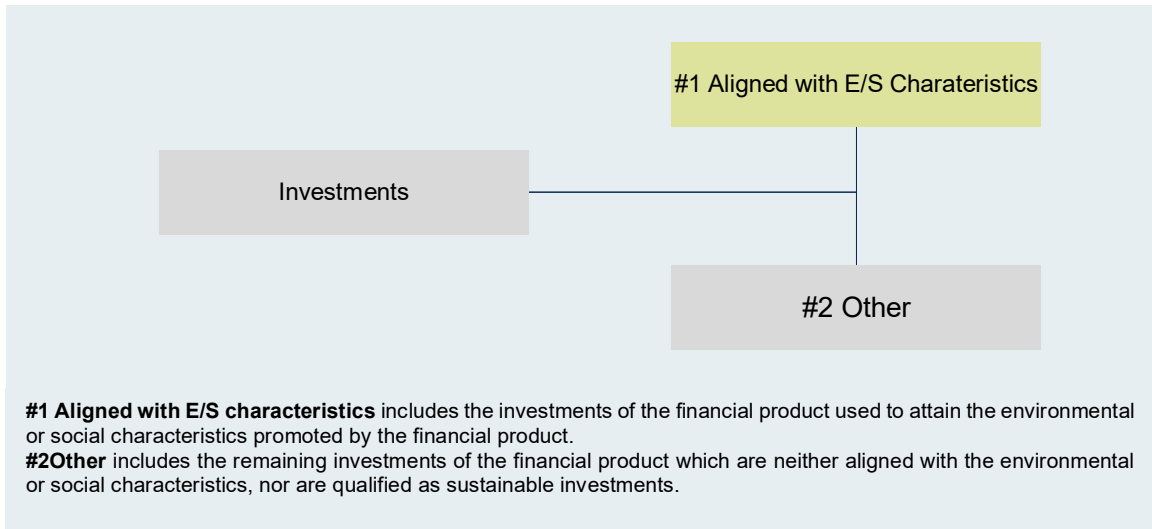 #1 Aligned with E/S Charateristics
Investments
#2 Other
#1 Aligned with E/S characteristics includes the investments of the financial product used to attain the environmental
or social characteristics promoted by the financial product.
#2Other includes the remaining investments of the financial product which are neither aligned with the environmental
or social characteristics, nor are qualified as sustainable investments.